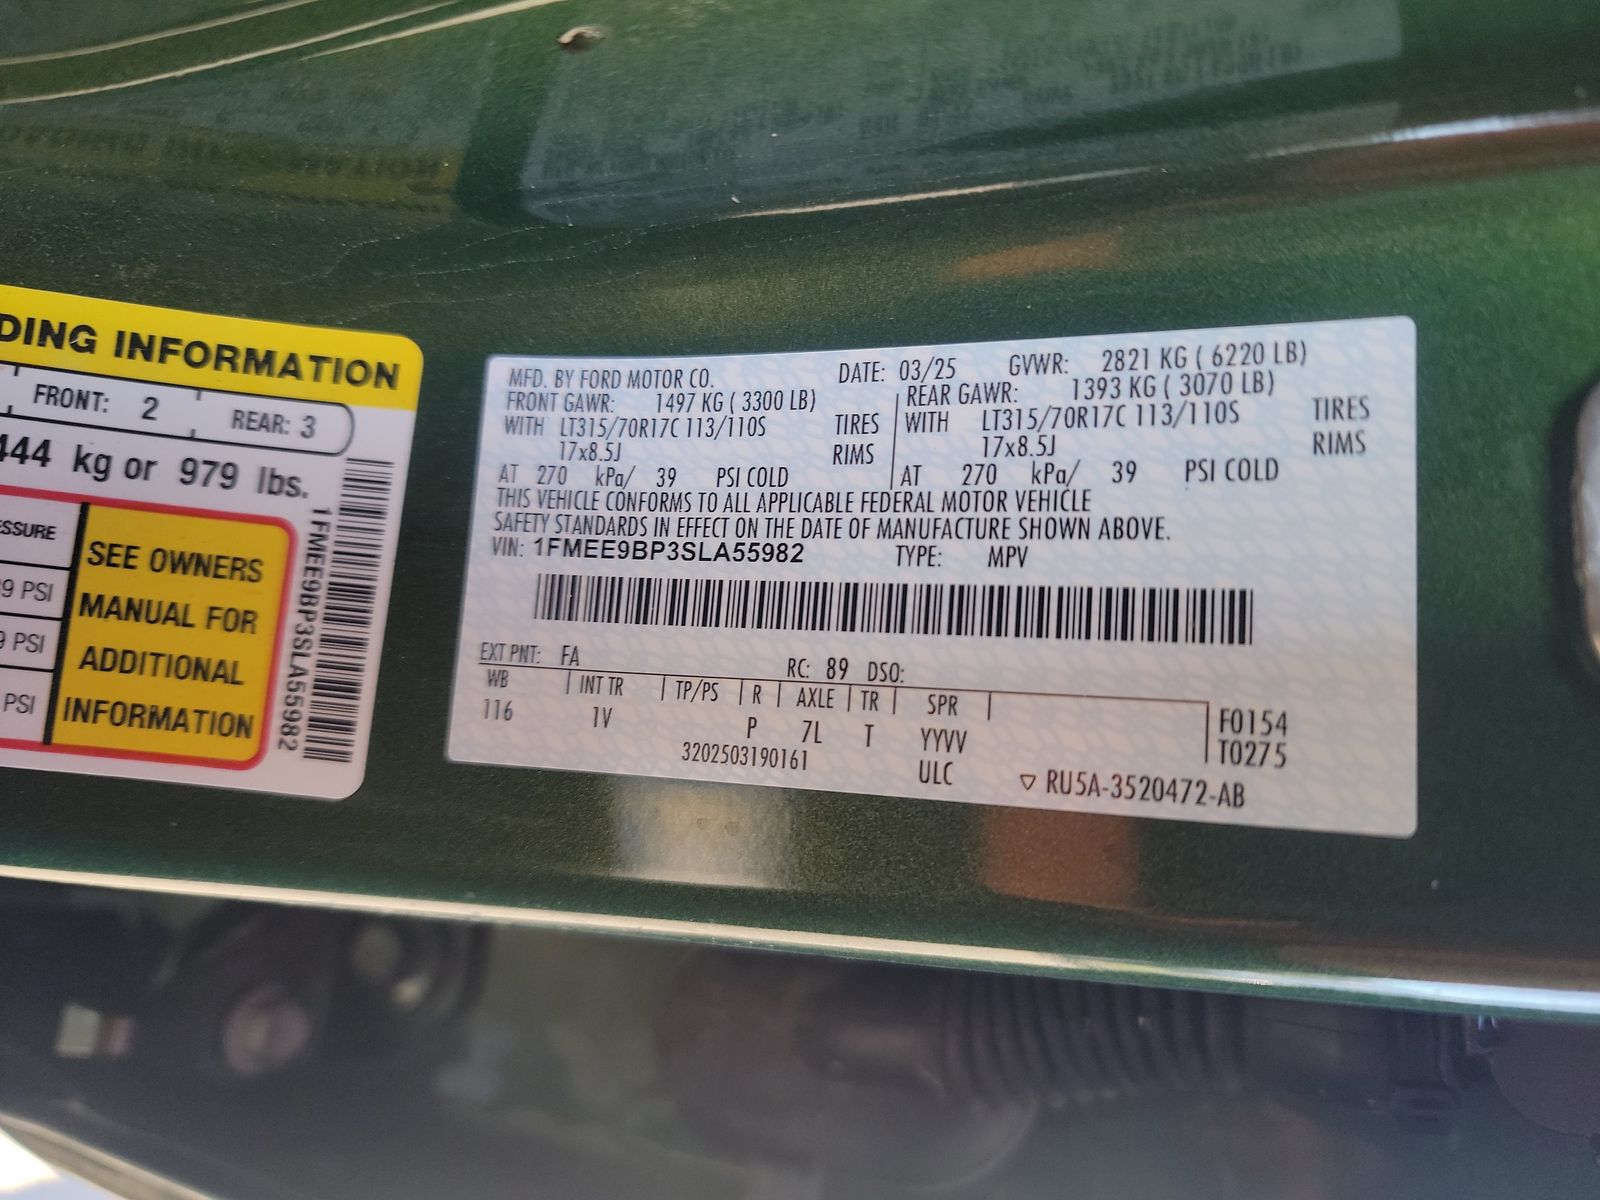 DING INFORMATION
FRONT: 2 REAR: 3
444 kg or 979 lbs.
ESSURE
39 PSI
9 PSI
PSI
SEE OWNERS
MANUAL FOR
ADDITIONAL
INFORMATION
1FMEE9BP3SLA55982
MFD. BY FORD MOTOR CO. DATE: 03/25 GVWR: 2821 KG ( 6220 LB)
FRONT GAWR: 1497 KG ( 3300 LB) REAR GAWR: 1393 KG ( 3070 LB)
WITH LT315/70R17C 113/110S TIRES WITH LT315/70R17C 113/110S TIRES
17x8.5J RIMS 17x8.5J RIMS
AT 270 kPa/ 39 PSI COLD AT 270 kPa/ 39 PSI COLD
THIS VEHICLE CONFORMS TO ALL APPLICABLE FEDERAL MOTOR VEHICLE
SAFETY STANDARDS IN EFFECT ON THE DATE OF MANUFACTURE SHOWN ABOVE.
VIN: 1FMEE9BP3SLA55982 TYPE: MPV
EXT PNT: FA RC: 89 DSO:
WB INT TR TP/PS R AXLE TR SPR
116 1V P 7L T YYVV
F0154
T0275
3202503190161 ULC ▽ RU5A-3520472-AB